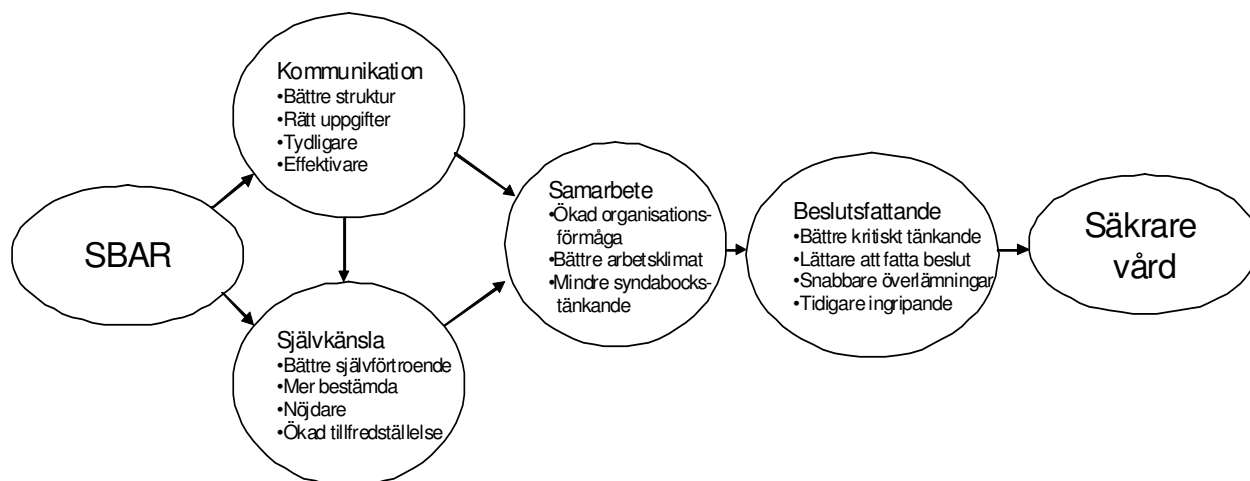 SBAR
Kommunikation
•Bättre struktur
•Rätt uppgifter
•Tydligare
•Effektivare
Självkänsla
•Bättre självförtroende
•Mer bestämda
•Nöjdare
•Ökad tillfredställelse
Samarbete
•Ökad organisations-
förmåga
•Bättre arbetsklimat
•Mindre syndabocks-
tänkande
Beslutsfattande
•Bättre kritiskt tänkande
•Lättare att fatta beslut
•Snabbare överlämningar
•Tidigare ingripande
Säkrare
vård